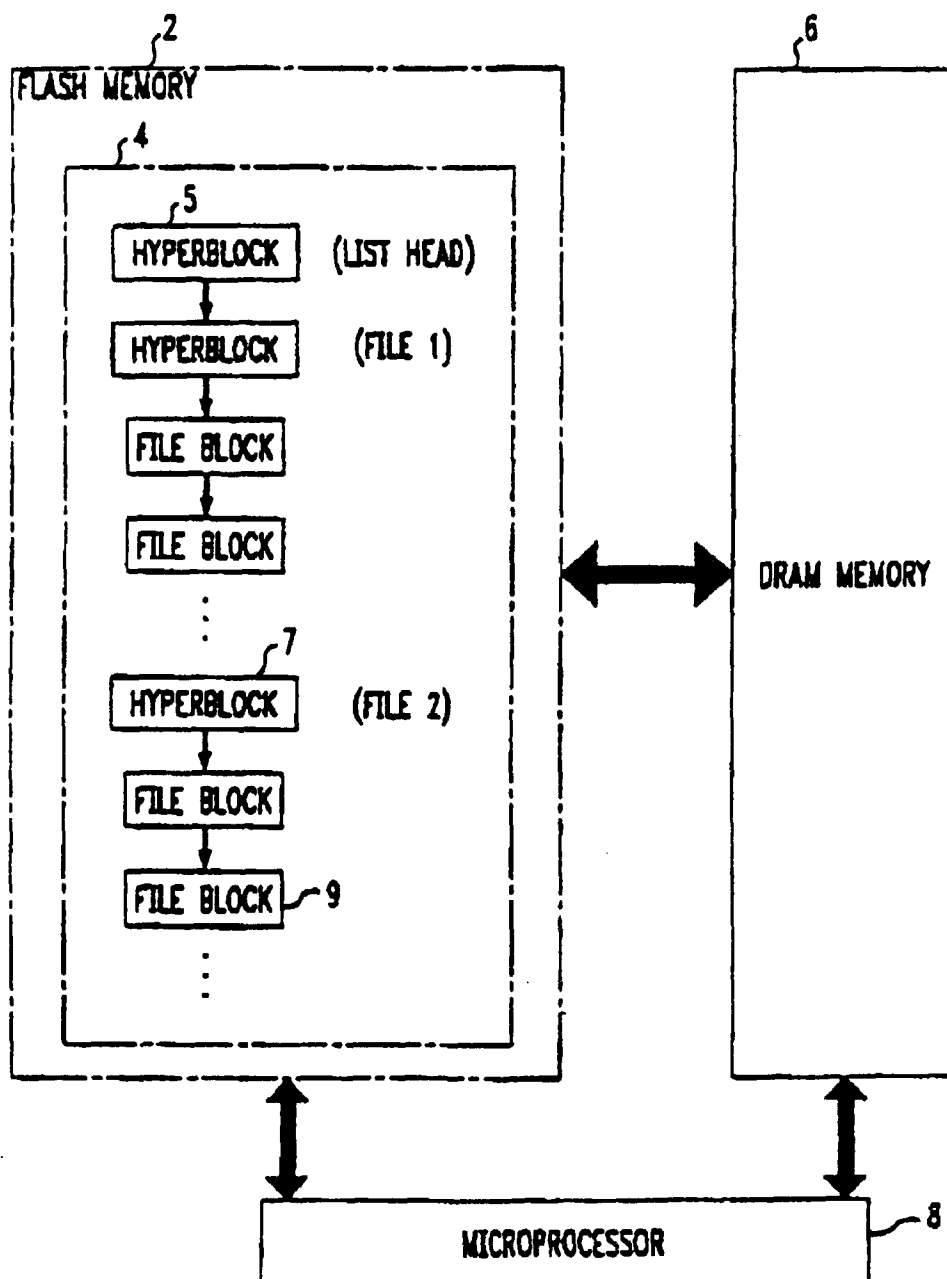 2
6
FLASH MEMORY
4
5
HYPERBLOCK (LIST HEAD)
HYPERBLOCK (FILE 1)
FILE BLOCK
FILE BLOCK
DRAM MEMORY
7
HYPERBLOCK (FILE 2)
FILE BLOCK
FILE BLOCK 9
8
MICROPROCESSOR